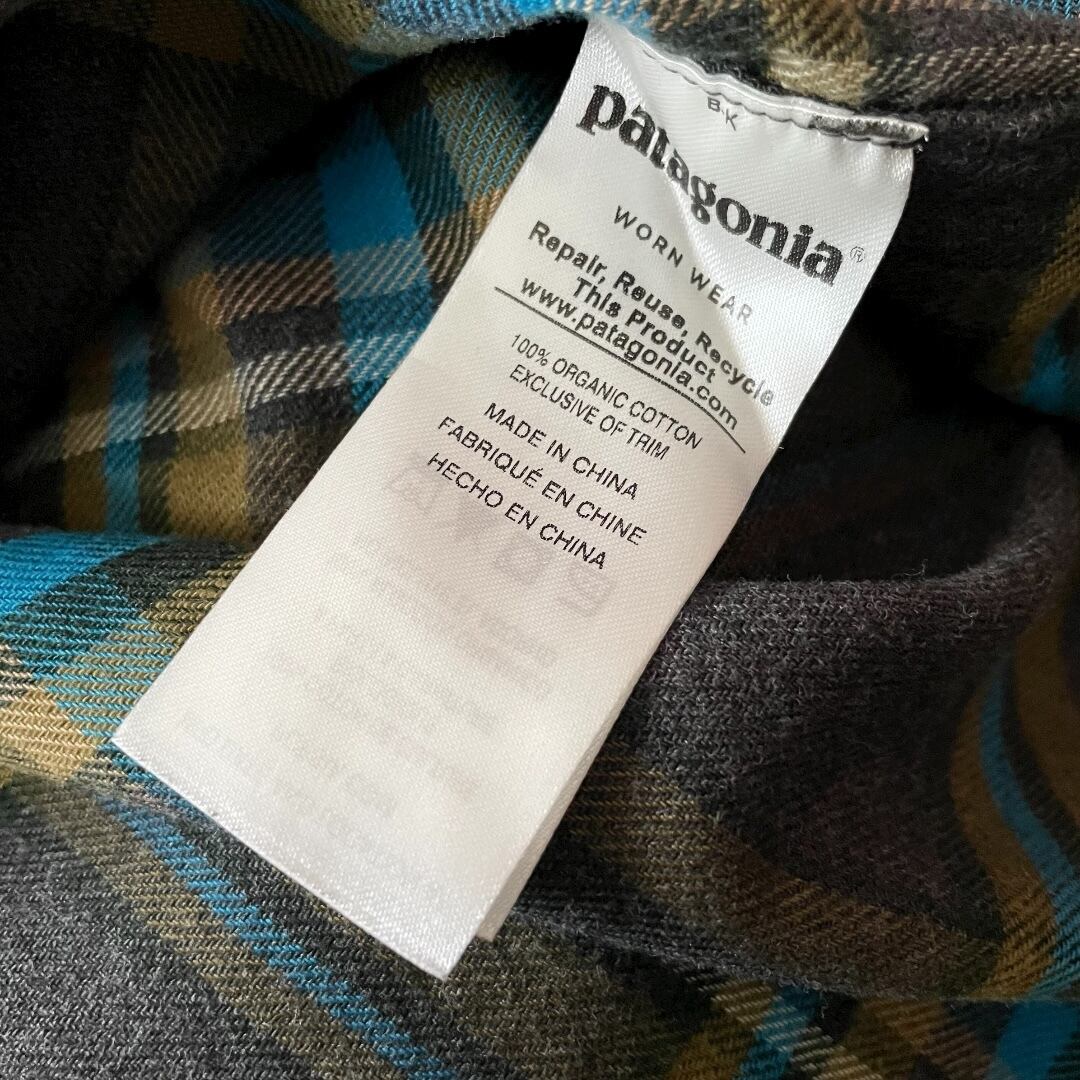 B-K
patagonia®
WORN WEAR
Repair, Reuse, Recycle
This Product
www.patagonia.com
100% ORGANIC COTTON
EXCLUSIVE OF TRIM
MADE IN CHINA
FABRIQUÉ EN CHINE
HECHO EN CHINA